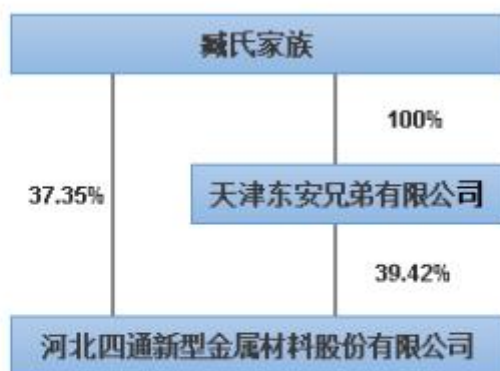 臧氏家族
100%
37.35%
天津东安兄弟有限公司
39.42%
河北四通新型金属材料股份有限公司